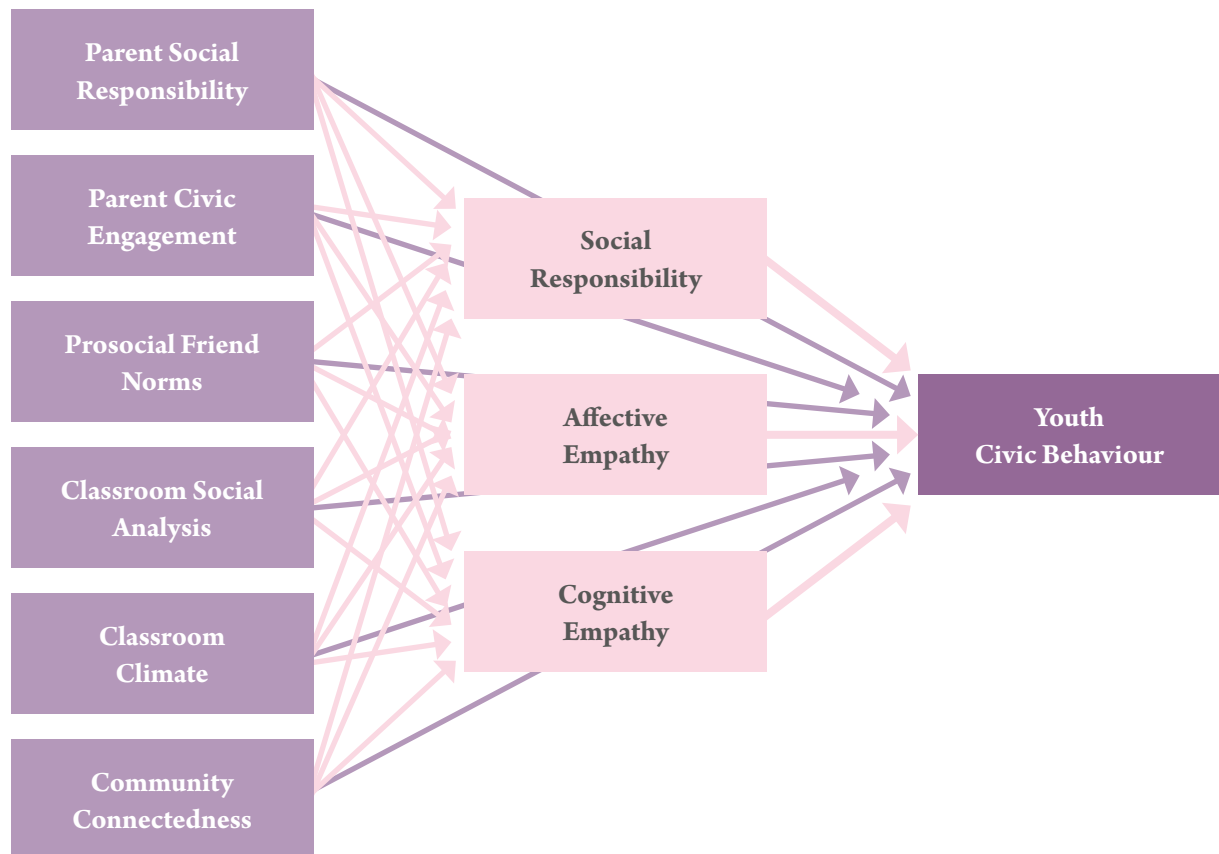 Parent Social
Responsibility
Parent Civic
Engagement
Prosocial Friend
Norms
Classroom Social
Analysis
Classroom
Climate
Community
Connectedness
Social
Responsibility
Affective
Empathy
Cognitive
Empathy
Youth
Civic Behaviour